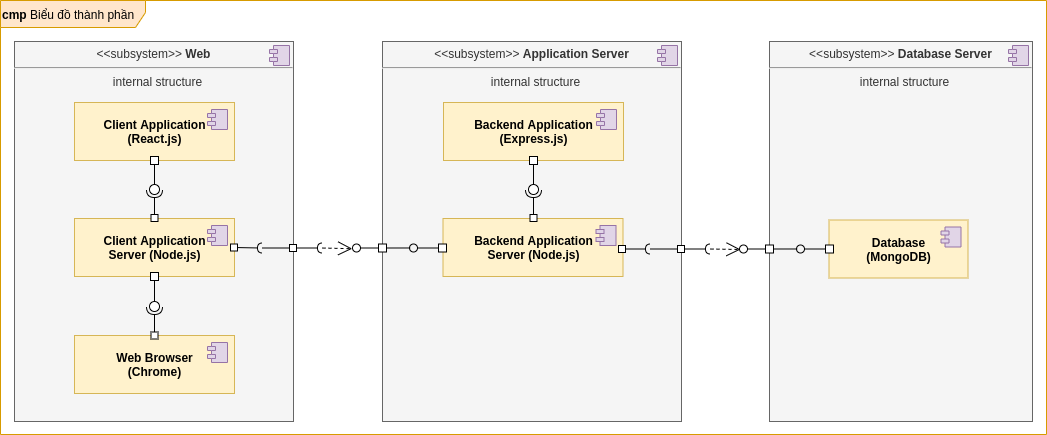 cmp Biểu đồ thành phần
<<subsystem>> Web
internal structure
Client Application
(React.js)
Client Application
Server (Node.js)
Web Browser
(Chrome)
<<subsystem>> Application Server
internal structure
Backend Application
(Express.js)
Backend Application
Server (Node.js)
<<subsystem>> Database Server
internal structure
Database
(MongoDB)